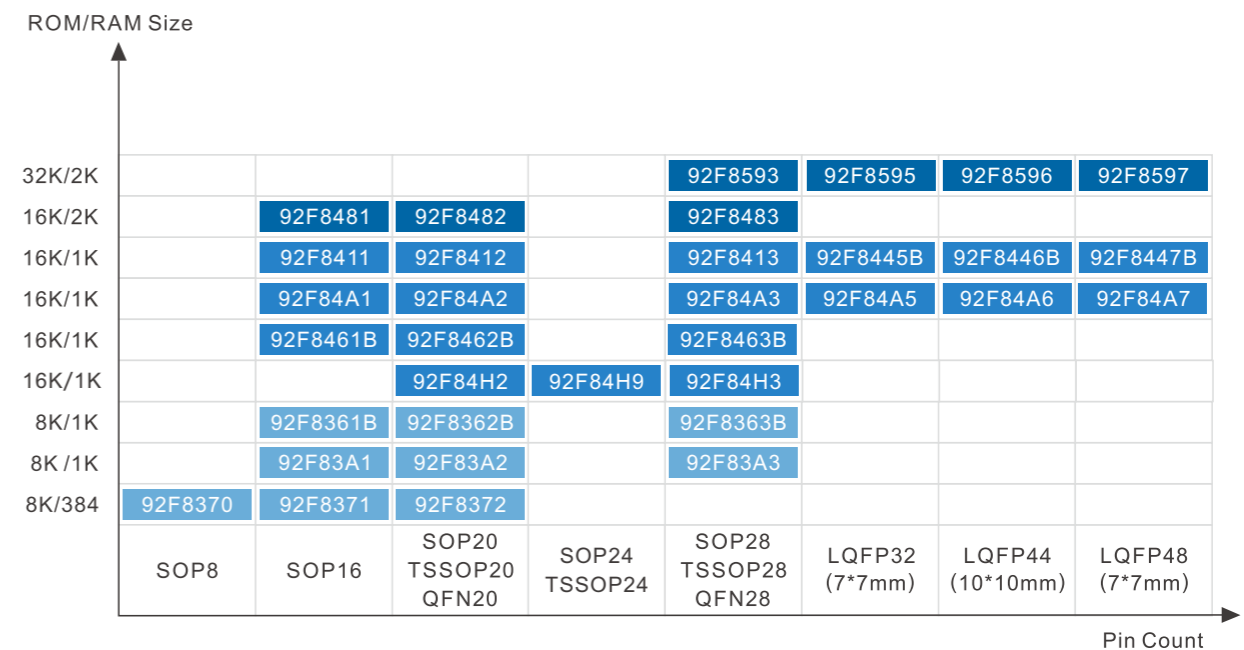 ROM/RAM Size
32K/2K 92F8593 92F8595 92F8596 92F8597
16K/2K 92F8481 92F8482 92F8483
16K/1K 92F8411 92F8412 92F8413 92F8445B 92F8446B 92F8447B
16K/1K 92F84A1 92F84A2 92F84A3 92F84A5 92F84A6 92F84A7
16K/1K 92F8461B 92F8462B 92F8463B
16K/1K 92F84H2 92F84H9 92F84H3
8K/1K 92F8361B 92F8362B 92F8363B
8K /1K 92F83A1 92F83A2 92F83A3
8K/384 92F8370 92F8371 92F8372
SOP8
SOP16
SOP20
TSSOP20
QFN20
SOP24
TSSOP24
SOP28
TSSOP28
QFN28
LQFP32
(7*7mm)
LQFP44
(10*10mm)
LQFP48
(7*7mm)
Pin Count